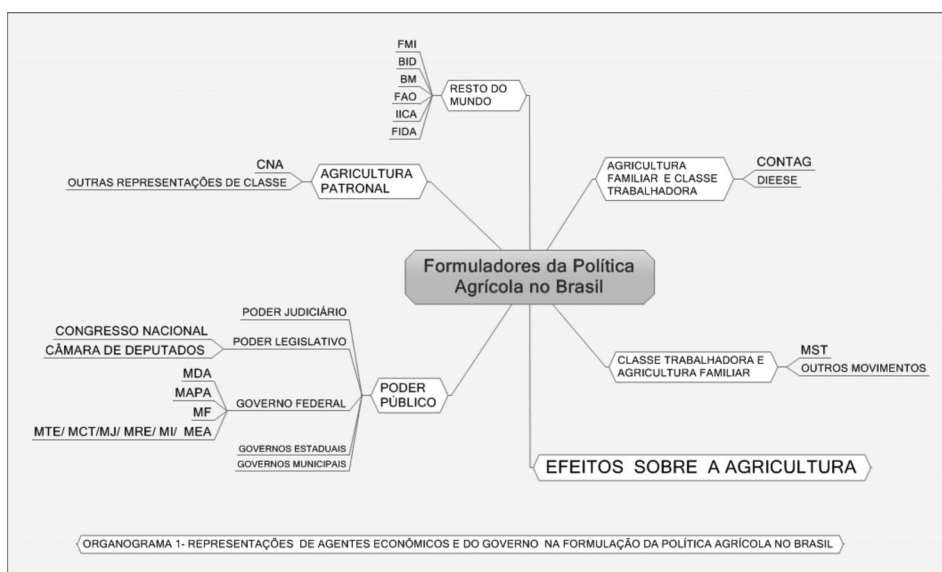 FMI
BID
BM
FAO
IICA
FIDA
RESTO DO
MUNDO
CNA
OUTRAS REPRESENTAÇÕES DE CLASSE
AGRICULTURA
PATRONAL
AGRICULTURA
FAMILIAR E CLASSE
TRABALHADORA
CONTAG
DIEESE
Formuladores da Política
Agrícola no Brasil
PODER JUDICIÁRIO
CONGRESSO NACIONAL
CÂMARA DE DEPUTADOS
PODER LEGISLATIVO
MDA
MAPA
MF
MTE/ MCT/MJ/ MRE/ MI/ MEA
GOVERNO FEDERAL
GOVERNOS ESTADUAIS
GOVERNOS MUNICIPAIS
PODER
PÚBLICO
CLASSE TRABALHADORA E
AGRICULTURA FAMILIAR
MST
OUTROS MOVIMENTOS
EFEITOS SOBRE A AGRICULTURA
ORGANOGRAMA 1- REPRESENTAÇÕES DE AGENTES ECONÔMICOS E DO GOVERNO NA FORMULAÇÃO DA POLÍTICA AGRÍCOLA NO BRASIL